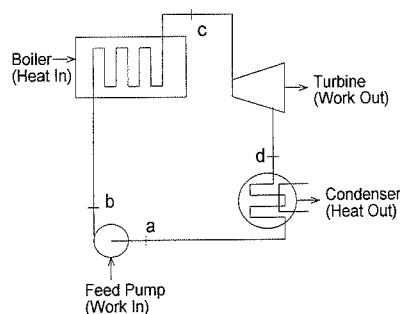 c
Boiler
(Heat In)
Turbine
(Work Out)
d
b
Condenser
(Heat Out)
a
Feed Pump
(Work In)